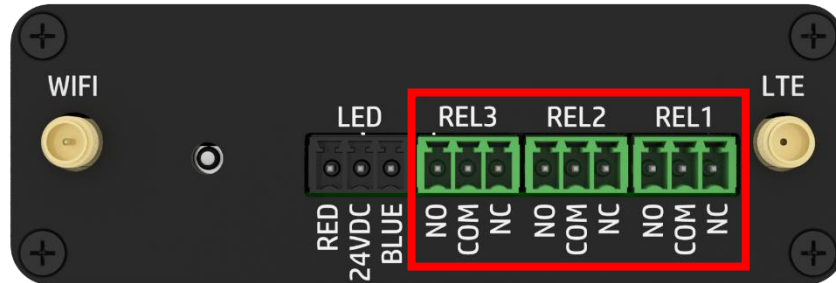 WIFI
LTE
LED REL3 REL2 REL1
RED 24VDC BLUE NO COM NC NO COM NC NO COM NC